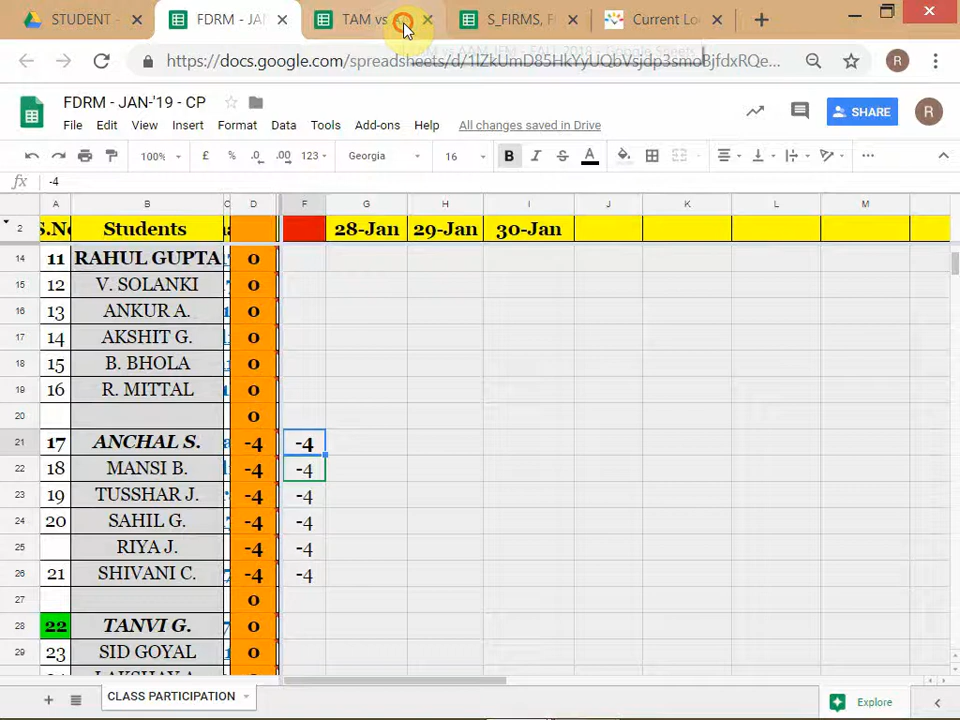 STUDENT -
FDRM - JAN
TAM vs
S_FIRMS, F
Current Lo
https://docs.google.com/spreadsheets/d/1lZkUmD85HkYyUQbVsjdp3smoBjfdxRQe...
R
FDRM - JAN-'19 - CP
File Edit View Insert Format Data Tools Add-ons Help All changes saved in Drive
SHARE
R
100% £ % .0 .00 123 Georgia 16 B I S A
fx -4
A B C D F G H I J K L M
2 S.No Students 28-Jan 29-Jan 30-Jan
14 11 RAHUL GUPTA 0
15 12 V. SOLANKI 0
16 13 ANKUR A. 0
17 14 AKSHIT G. 0
18 15 B. BHOLA 0
19 16 R. MITTAL 0
20 0
21 17 ANCHAL S. -4 -4
22 18 MANSI B. -4 -4
23 19 TUSSHAR J. -4 -4
24 20 SAHIL G. -4 -4
25 RIYA J. -4 -4
26 21 SHIVANI C. -4 -4
27 0
28 22 TANVI G. 0
29 23 SID GOYAL 0
CLASS PARTICIPATION
Explore